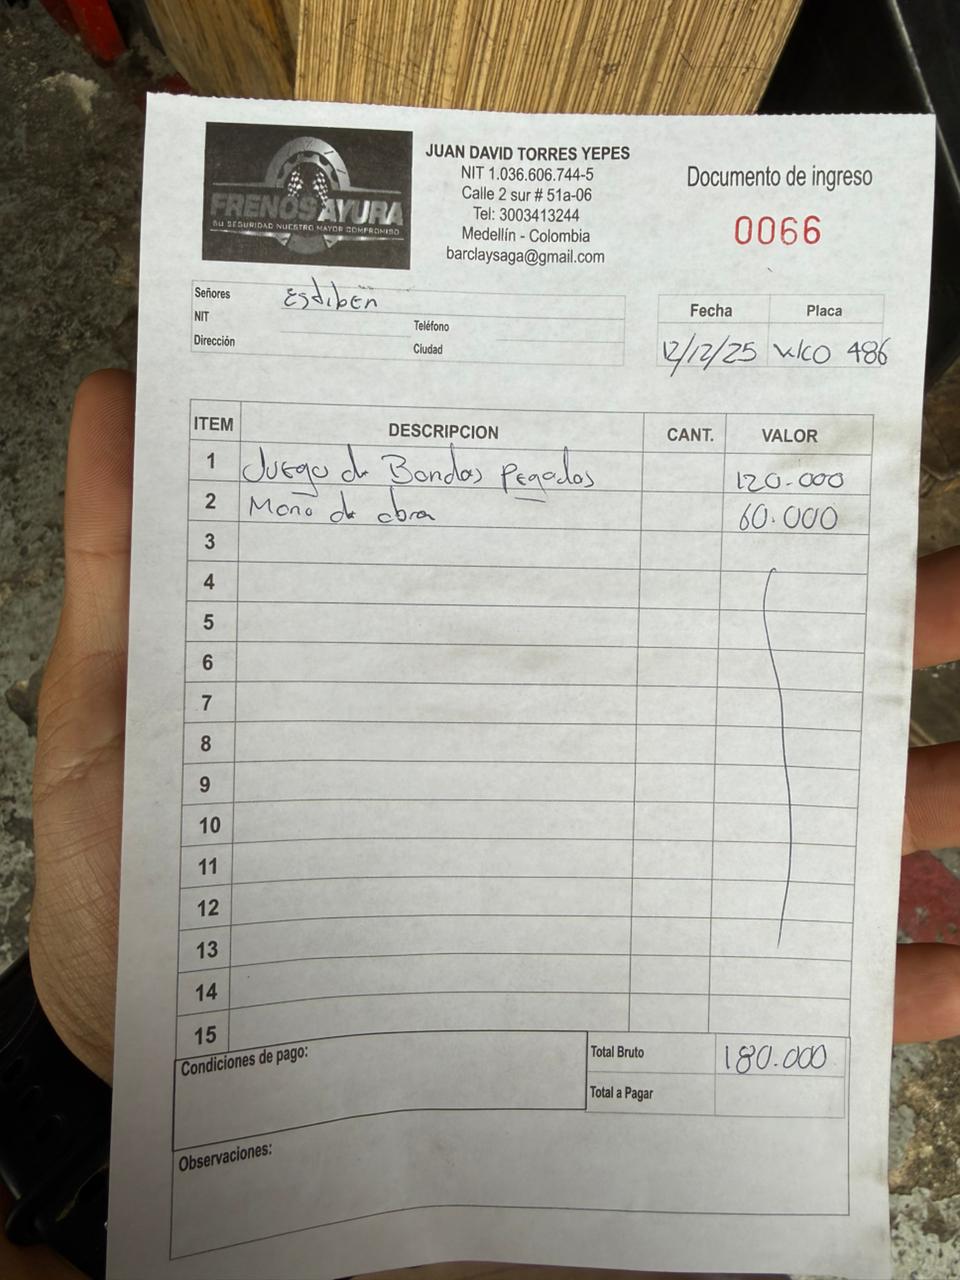 FRENOS AYURA
SU SEGURIDAD NUESTRO MAYOR COMPROMISO
JUAN DAVID TORRES YEPES
NIT 1.036.606.744-5
Calle 2 sur # 51a-06
Tel: 3003413244
Medellín - Colombia
barclaysaga@gmail.com
Documento de ingreso
0066
Señores Esdiben
NIT Teléfono
Dirección Ciudad
Fecha Placa
12/12/25 WCO 486
ITEM DESCRIPCION CANT. VALOR
1 Juego de Bandas Pegadas 120.000
2 Mano de obra 60.000
3
4
5
6
7
8
9
10
11
12
13
14
15
Condiciones de pago:
Total Bruto 180.000
Total a Pagar
Observaciones: